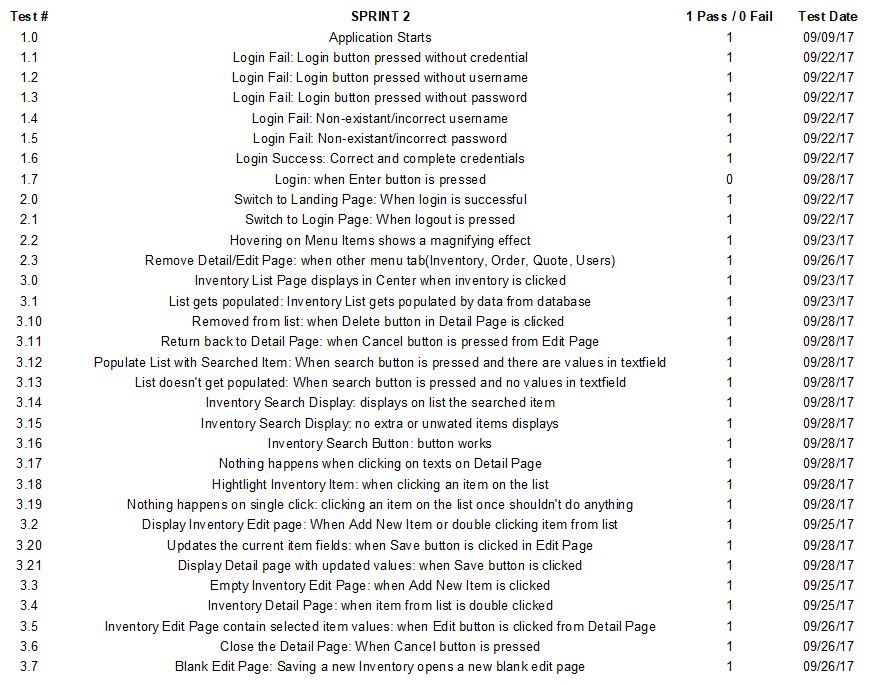 Test # SPRINT 2 1 Pass / 0 Fail Test Date
1.0 Application Starts 1 09/09/17
1.1 Login Fail: Login button pressed without credential 1 09/22/17
1.2 Login Fail: Login button pressed without username 1 09/22/17
1.3 Login Fail: Login button pressed without password 1 09/22/17
1.4 Login Fail: Non-existant/incorrect username 1 09/22/17
1.5 Login Fail: Non-existant/incorrect password 1 09/22/17
1.6 Login Success: Correct and complete credentials 1 09/22/17
1.7 Login: when Enter button is pressed 0 09/28/17
2.0 Switch to Landing Page: When login is successful 1 09/22/17
2.1 Switch to Login Page: When logout is pressed 1 09/22/17
2.2 Hovering on Menu Items shows a magnifying effect 1 09/23/17
2.3 Remove Detail/Edit Page: when other menu tab(Inventory, Order, Quote, Users) 1 09/26/17
3.0 Inventory List Page displays in Center when inventory is clicked 1 09/23/17
3.1 List gets populated: Inventory List gets populated by data from database 1 09/23/17
3.10 Removed from list: when Delete button in Detail Page is clicked 1 09/28/17
3.11 Return back to Detail Page: when Cancel button is pressed from Edit Page 1 09/28/17
3.12 Populate List with Searched Item: When search button is pressed and there are values in textfield 1 09/28/17
3.13 List doesn't get populated: When search button is pressed and no values in textfield 1 09/28/17
3.14 Inventory Search Display: displays on list the searched item 1 09/28/17
3.15 Inventory Search Display: no extra or unwated items displays 1 09/28/17
3.16 Inventory Search Button: button works 1 09/28/17
3.17 Nothing happens when clicking on texts on Detail Page 1 09/28/17
3.18 Hightlight Inventory Item: when clicking an item on the list 1 09/28/17
3.19 Nothing happens on single click: clicking an item on the list once shouldn't do anything 1 09/28/17
3.2 Display Inventory Edit page: When Add New Item or double clicking item from list 1 09/25/17
3.20 Updates the current item fields: when Save button is clicked in Edit Page 1 09/28/17
3.21 Display Detail page with updated values: when Save button is clicked 1 09/28/17
3.3 Empty Inventory Edit Page: when Add New Item is clicked 1 09/25/17
3.4 Inventory Detail Page: when item from list is double clicked 1 09/25/17
3.5 Inventory Edit Page contain selected item values: when Edit button is clicked from Detail Page 1 09/26/17
3.6 Close the Detail Page: When Cancel button is pressed 1 09/26/17
3.7 Blank Edit Page: Saving a new Inventory opens a new blank edit page 1 09/26/17